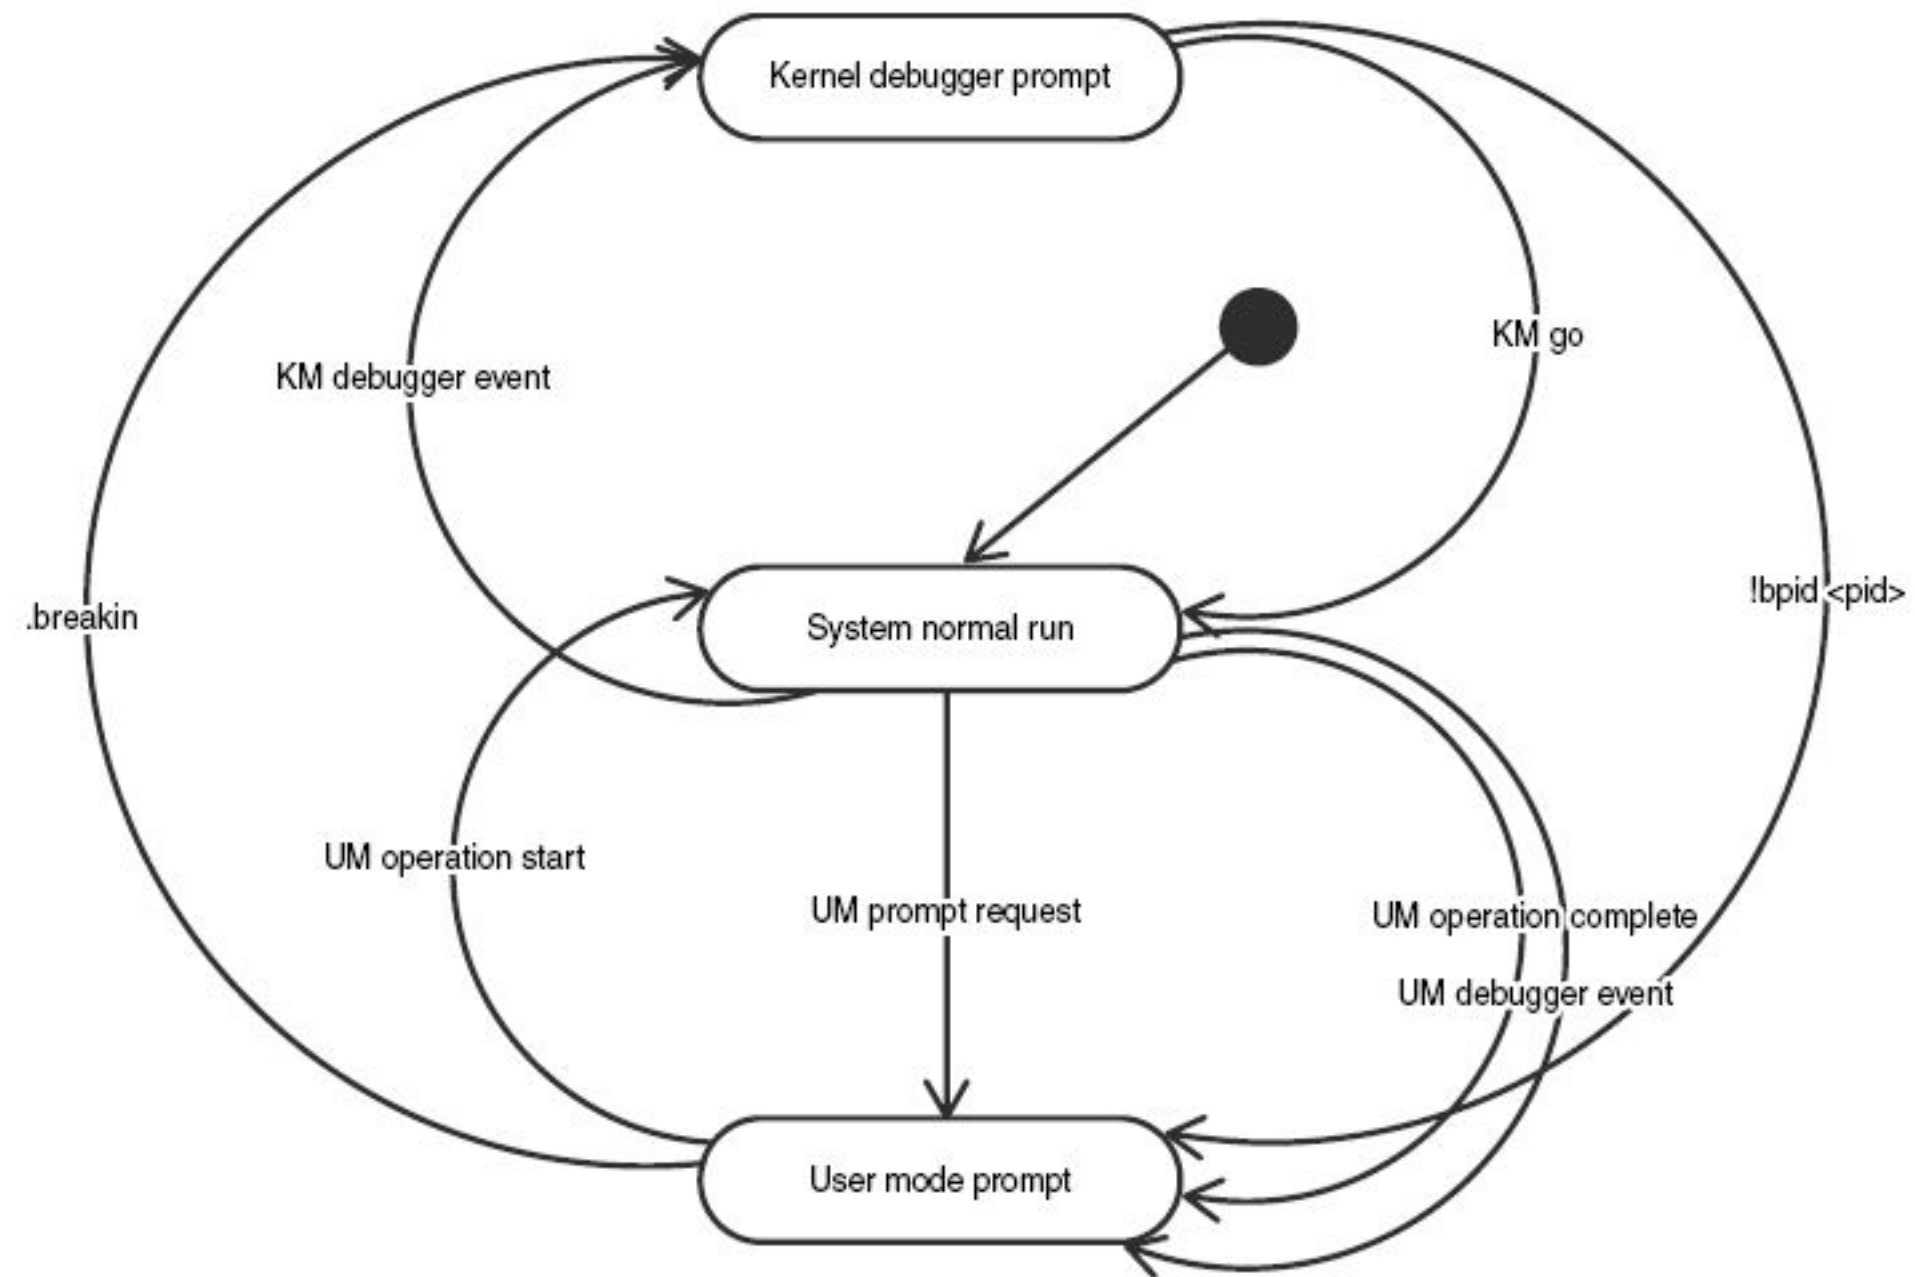 Kernel debugger prompt
KM go
KM debugger event
!bpid <pid>
.breakin
System normal run
UM operation start
UM prompt request
UM operation complete
UM debugger event
User mode prompt